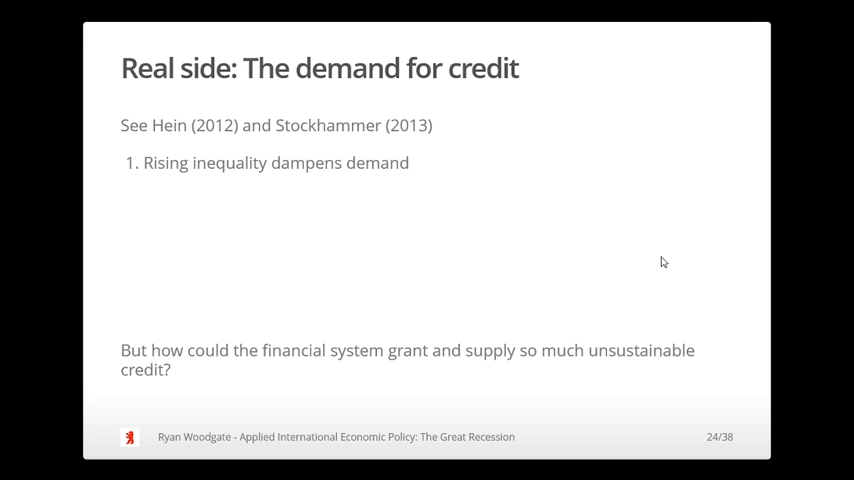 Real side: The demand for credit
See Hein (2012) and Stockhammer (2013)
1. Rising inequality dampens demand
But how could the financial system grant and supply so much unsustainable
credit?
Ryan Woodgate - Applied International Economic Policy: The Great Recession
24/38